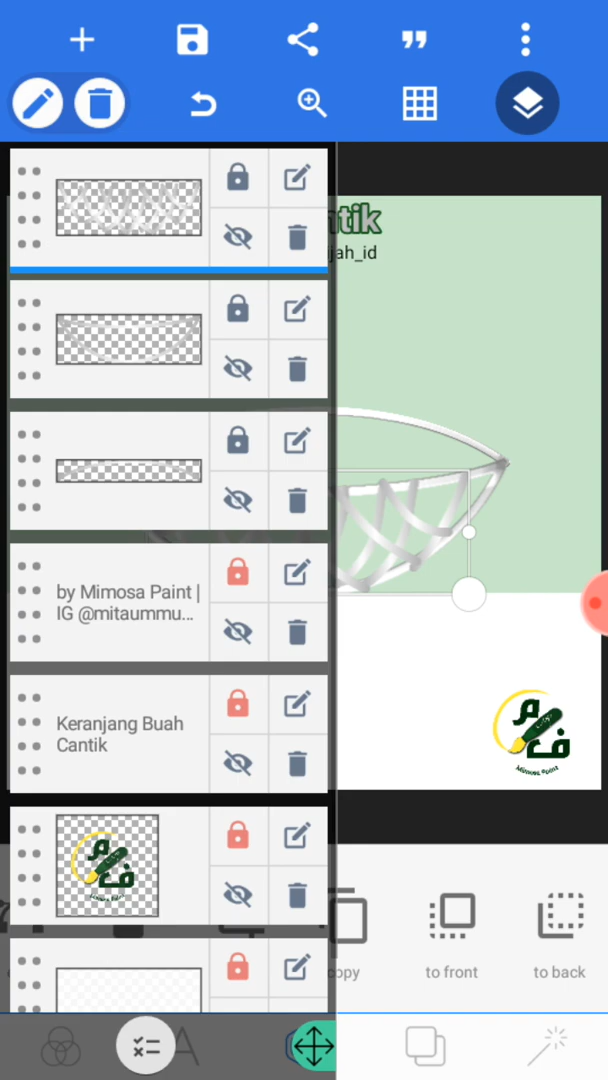 ntik
jah_id
by Mimosa Paint |
IG @mitaummu...
Keranjang Buah
Cantik
م
ف
Mimosa Paint
copy
to front
to back